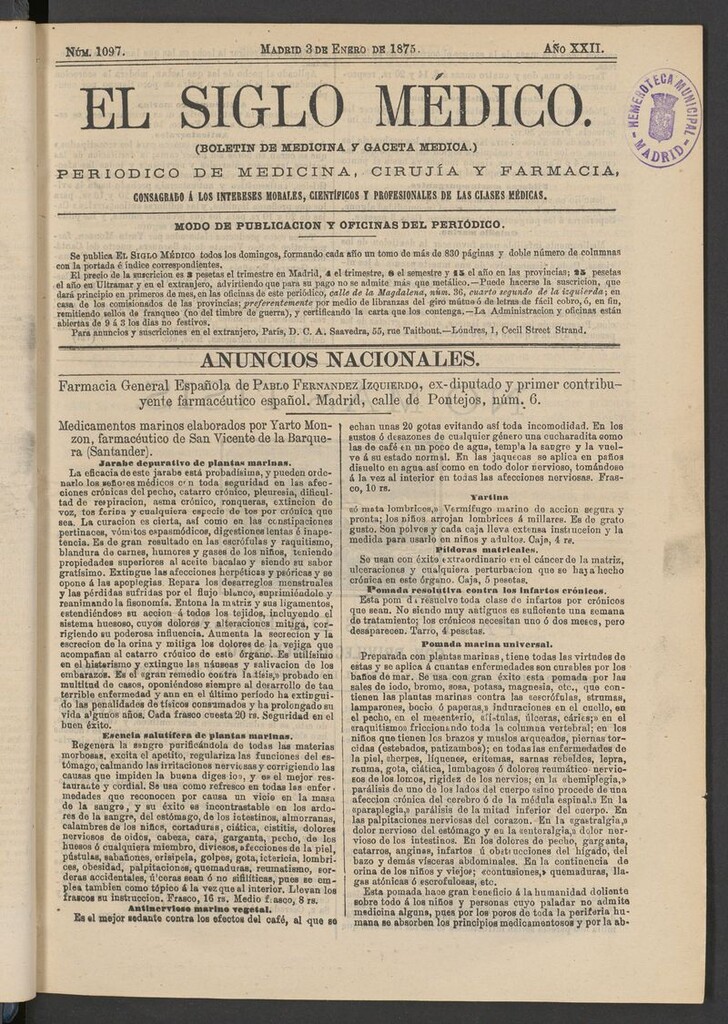 NÚM. 1097. MADRID 3 DE ENERO DE 1875. AÑO XXII.
EL SIGLO MÉDICO.
(BOLETIN DE MEDICINA Y GACETA MEDICA.)
PERIODICO DE MEDICINA, CIRUJÍA Y FARMACIA,
CONSAGRADO Á LOS INTERESES MORALES, CIENTÍFICOS Y PROFESIONALES DE LAS CLASES MÉDICAS.
HEMEROTECA MUNICIPAL
MADRID
MODO DE PUBLICACION Y OFICINAS DEL PERIÓDICO.
Se publica EL SIGLO MÉDICO todos los domingos, formando cada año un tomo de más de 830 páginas y doble número de columnas
con la portada é índice correspondientes.
El precio de la suscricion es 3 pesetas el trimestre en Madrid, 4 el trimestre, 8 el semestre y 15 el año en las provincias; 25 pesetas
el año en Ultramar y en el extranjero, advirtiendo que para su pago no se admite más que metálico.—Puede hacerse la suscricion, que
dará principio en primeros de mes, en las oficinas de este periódico, calle de la Magdalena, núm. 36, cuarto segundo de la izquierda; en
casa de los comisionados de las provincias; preferentemente por medio de libranzas del giro mútuo ó de letras de fácil cobro, ó, en fin,
remitiendo sellos de franqueo (no del timbre de guerra), y certificando la carta que los contenga.—La Administracion y oficinas están
abiertas de 9 á 3 los dias no festivos.
Para anuncios y suscriciones en el extranjero, París, D. C. A. Saavedra, 55, rue Taitbout.—Lóndres, 1, Cecil Street Strand.
ANUNCIOS NACIONALES.
Farmacia General Española de PABLO FERNANDEZ IZQUIERDO, ex-diputado y primer contribu-
yente farmacéutico español. Madrid, calle de Pontejos, núm. 6.
Medicamentos marinos elaborados por Yarto Mon-
zon, farmacéutico de San Vicente de la Barque-
ra (Santander).
Jarabe depurativo de plantas marinas.
La eficacia de este jarabe está probadísima, y pueden orde-
narlo los señores médicos con toda seguridad en las afec-
ciones crónicas del pecho, catarro crónico, pleuresia, dificul-
tad de respiracion, asma crónico, ronqueras, extincion de
voz, tos ferina y cualquiera especie de tos por crónica que
sea. La curacion es cierta, así como en las constipaciones
pertinaces, vómitos espasmódicos, digestiones lentas é inape-
tencia. Es de gran resultado en las escrófulas y raquitismo,
blandura de carnes, humores y gases de los niños, teniendo
propiedades superiores al aceite bacalao y siendo su sabor
gratísimo. Extingue las afecciones herpéticas y psóricas y se
opone á las apoplegias. Repara los desarreglos menstruales
y las pérdidas sufridas por el flujo blanco, suprimiéndole y
reanimando la fisonomía. Entona la matriz y sus ligamentos,
estendiéndose su accion á todos los tejidos, incluyendo el
sistema huesoso, cuyos dolores y alteraciones mitiga, cor-
rigiendo su poderosa influencia. Aumenta la secrecion y la
escrecion de la orina y mitiga los dolores de la vejiga que
acompañan al catarro crónico de este órgano. Es utilísimo
en el histerismo y extingue las náuseas y salivacion de los
embarazos. Es el «gran remedio contra la tisis,» probado en
multitud de casos, oponiéndose siempre al desarrollo de tan
terrible enfermedad y aun en el último período ha extingui-
do las penalidades de tísicos consumados y ha prolongado su
vida algunos años. Cada frasco cuesta 20 rs. Seguridad en el
buen éxito.
Esencia salutífera de plantas marinas.
Regenera la sangre purificándola de todas las materias
morbosas, excita el apetito, regulariza las funciones del es-
tómago, calmando las irritaciones nerviosas y corrigiendo las
causas que impiden la buena digestion, y es el mejor res-
taurante y cordial. Se usa como refresco en todas las enfer-
medades que reconocen por causa un vicio en la masa
de la sangre, y su éxito es incontrastable en los ardo-
res de la sangre, del estómago, de los intestinos, almorranas,
calambres de los niños, cortaduras, ciática, cistitis, dolores
nerviosos de oidos, cabeza, cara, garganta, pecho, de los
huesos ó cualquiera miembro, diviesos, afecciones de la piel,
pústulas, sabañones, erisipela, golpes, gota, ictericia, lombri-
ces, obesidad, palpitaciones, quemaduras, reumatismo, sor-
deras accidentales, úlceras sean ó no sifilíticas, pues se em-
plea tambien como tópico á la vez que al interior. Llevan los
frascos su instruccion. Frasco, 16 rs. Medio frasco, 8 rs.
Antinervioso marino vegetal.
Es el mejor sedante contra los efectos del café, al que se
echan unas 20 gotas evitando así toda incomodidad. En los
sustos ó desazones de cualquier género una cucharadita como
las de café en un poco de agua, templa la sangre y la vuel-
ve á su estado normal. En las jaquecas se aplica en paños
disuelto en agua así como en todo dolor nervioso, tomándose
á la vez al interior en todas las afecciones nerviosas. Fras-
co, 10 rs.
Yartina
«ó mata lombrices.» Vermífugo marino de accion segura y
pronta; los niños arrojan lombrices á millares. Es de grato
gusto. Son polvos y cada caja lleva extensa instruccion y la
medida para usarlo en niños y adultos. Caja, 4 rs.
Píldoras matricales.
Se usan con éxito extraordinario en el cáncer de la matriz,
ulceraciones y cualquiera perturbacion que se haya hecho
crónica en este órgano. Caja, 5 pesetas.
Pomada resolutiva contra los infartos crónicos.
Esta pomada resuelve toda clase de infartos por crónicos
que sean. No siendo muy antiguos es suficiente una semana
de tratamiento; los crónicos necesitan uno ó dos meses, pero
desaparecen. Tarro, 4 pesetas.
Pomada marina universal.
Preparada con plantas marinas, tiene todas las virtudes de
estas y se aplica á cuantas enfermedades son curables por los
baños de mar. Se usa con gran éxito esta pomada por las
sales de iodo, bromo, sosa, potasa, magnesia, etc., que con-
tienen las plantas marinas contra las escrófulas, strumas,
lamparones, bocio ó paperas, induraciones en el cuello, en
el pecho, en el mesenterio, «fístulas, úlceras, cáries;» en el
«raquitismo» friccionando toda la columna vertebral; en los
niños que tienen los brazos y muslos arqueados, piernas tor-
cidas (estebados, patizambos); en todas las enfermedades de
la piel, «herpes, líquenes, eritemas, sarnas rebeldes, lepra,
reuma, gota, ciática, lumbagos ó dolores reumático nervio-
sos de los lomos, rigidez de los nervios; en la «hemiplegia,»
parálisis de uno de los lados del cuerpo «sino procede de una
afeccion crónica del cerebro ó de la médula espinal.» En la
«paraplegia,» parálisis de la mitad inferior del cuerpo. En
las palpitaciones nerviosas del corazon. En la «gastralgia,»
dolor nervioso del estómago y en la «enteralgia,» dolor ner-
vioso de los intestinos. En los dolores de pecho, garganta,
catarros, anginas, infartos ú obstrucciones del hígado, del
bazo y demás vísceras abdominales. En la continencia de
orina de los niños y viejos; «contusiones,» quemaduras, lla-
gas atónicas ó escrofulosas, etc.
Esta pomada hace gran beneficio á la humanidad doliente
sobre todo á los niños y personas cuyo paladar no admite
medicina alguna, pues por los poros de toda la periferia hu-
mana se absorben los principios medicamentosos y por la ab-